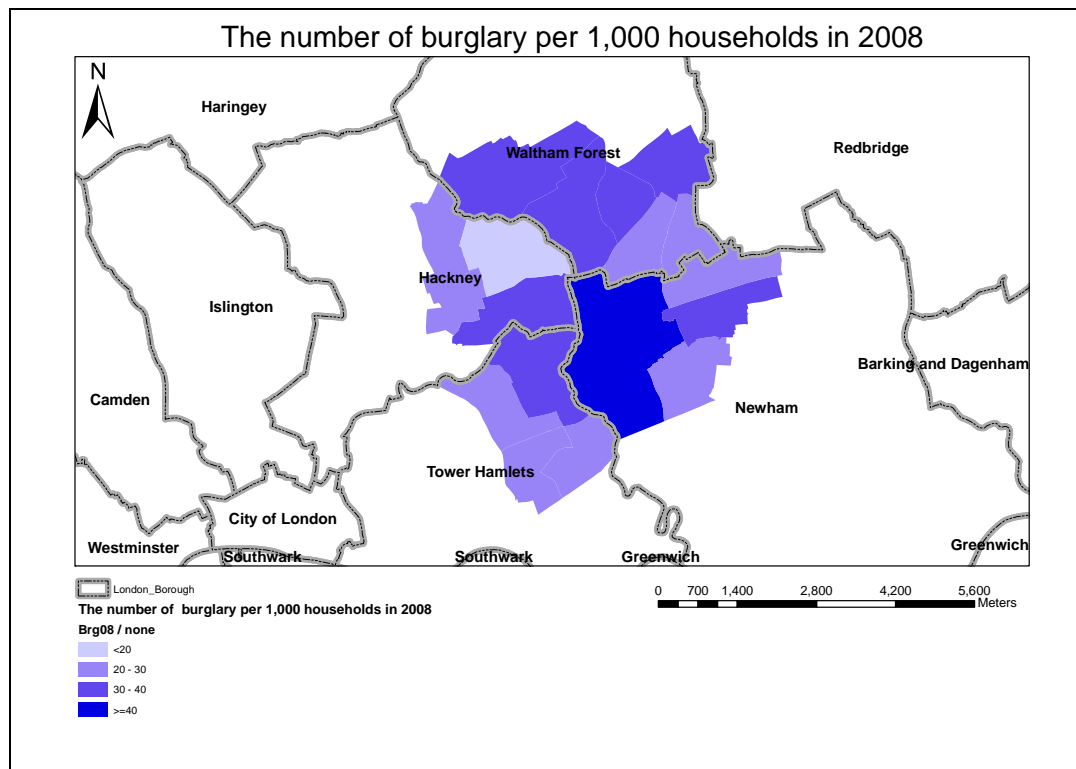 The number of burglary per 1,000 households in 2008
N
Haringey
Waltham Forest
Redbridge
Hackney
Islington
Barking and Dagenham
Camden
Newham
Tower Hamlets
City of London
Westminster
Southwark
Southwark
Greenwich
Greenwich
London_Borough
The number of burglary per 1,000 households in 2008
Brg08 / none
<20
20 - 30
30 - 40
>=40
0 700 1,400 2,800 4,200 5,600
Meters